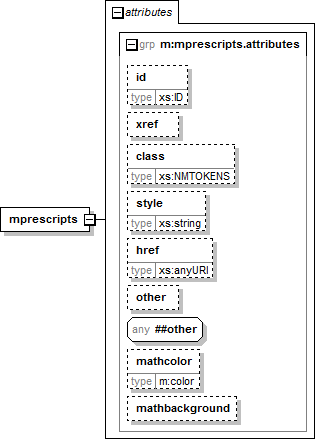 attributes
grp m:mprescripts.attributes
id
type xs:ID
xref
class
type xs:NMTOKENS
style
type xs:string
mprescripts
href
type xs:anyURI
other
any ##other
mathcolor
type m:color
mathbackground